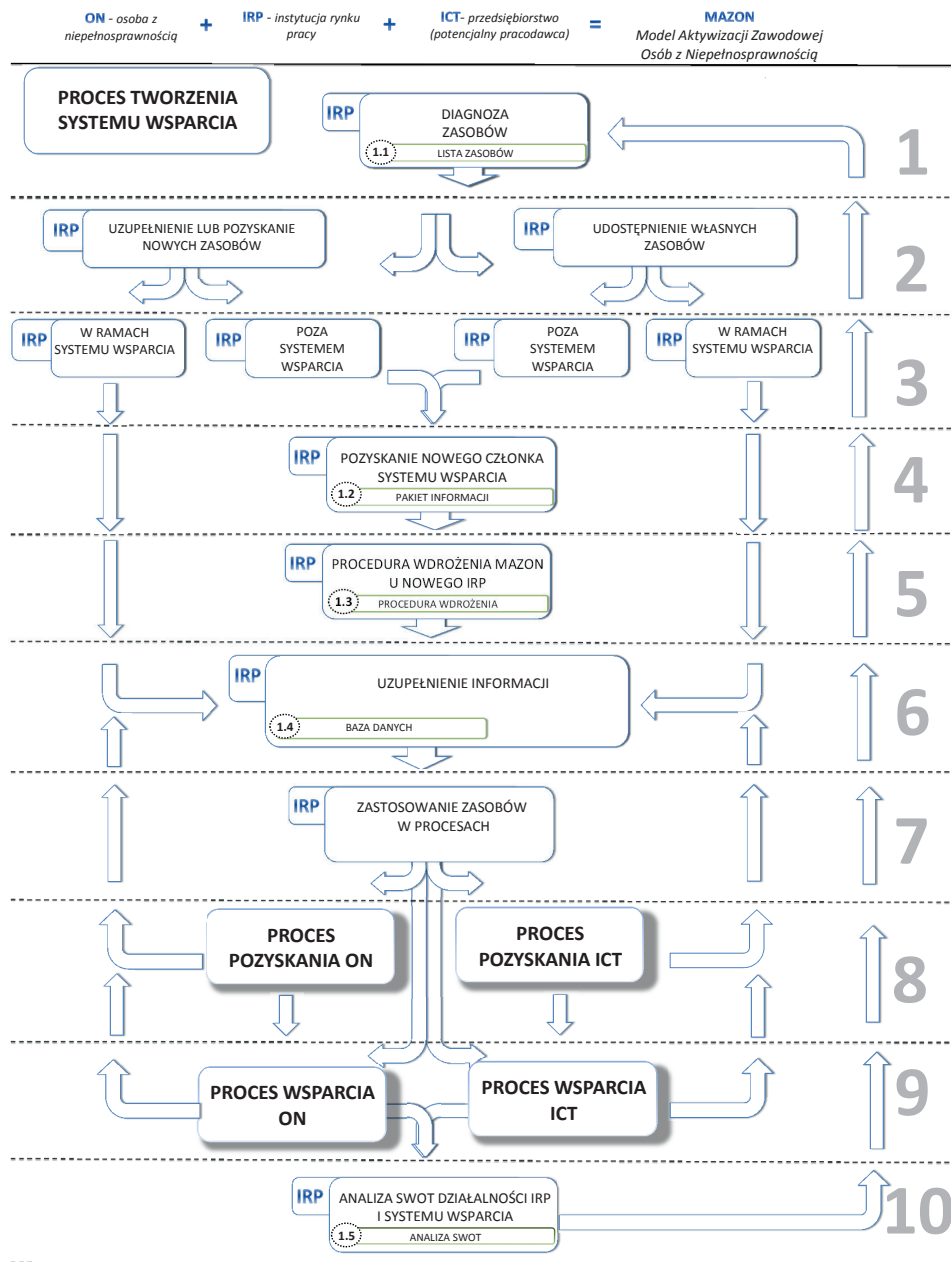 ON - osoba z
niepełnosprawnością
+
IRP - instytucja rynku
pracy
+
ICT- przedsiębiorstwo
(potencjalny pracodawca)
=
MAZON
Model Aktywizacji Zawodowej
Osób z Niepełnosprawnością
PROCES TWORZENIA
SYSTEMU WSPARCIA
IRP
DIAGNOZA
ZASOBÓW
1.1
LISTA ZASOBÓW
1
IRP
UZUPEŁNIENIE LUB POZYSKANIE
NOWYCH ZASOBÓW
IRP
UDOSTĘPNIENIE WŁASNYCH
ZASOBÓW
2
IRP
W RAMACH
SYSTEMU WSPARCIA
IRP
POZA
SYSTEMEM
WSPARCIA
IRP
POZA
SYSTEMEM
WSPARCIA
IRP
W RAMACH
SYSTEMU WSPARCIA
3
IRP
POZYSKANIE NOWEGO CZŁONKA
SYSTEMU WSPARCIA
1.2
PAKIET INFORMACJI
4
IRP
PROCEDURA WDROŻENIA MAZON
U NOWEGO IRP
1.3
PROCEDURA WDROŻENIA
5
IRP
UZUPEŁNIENIE INFORMACJI
1.4
BAZA DANYCH
6
IRP
ZASTOSOWANIE ZASOBÓW
W PROCESACH
7
PROCES
POZYSKANIA ON
PROCES
POZYSKANIA ICT
8
PROCES WSPARCIA
ON
PROCES WSPARCIA
ICT
9
IRP
ANALIZA SWOT DZIAŁALNOŚCI IRP
I SYSTEMU WSPARCIA
1.5
ANALIZA SWOT
10